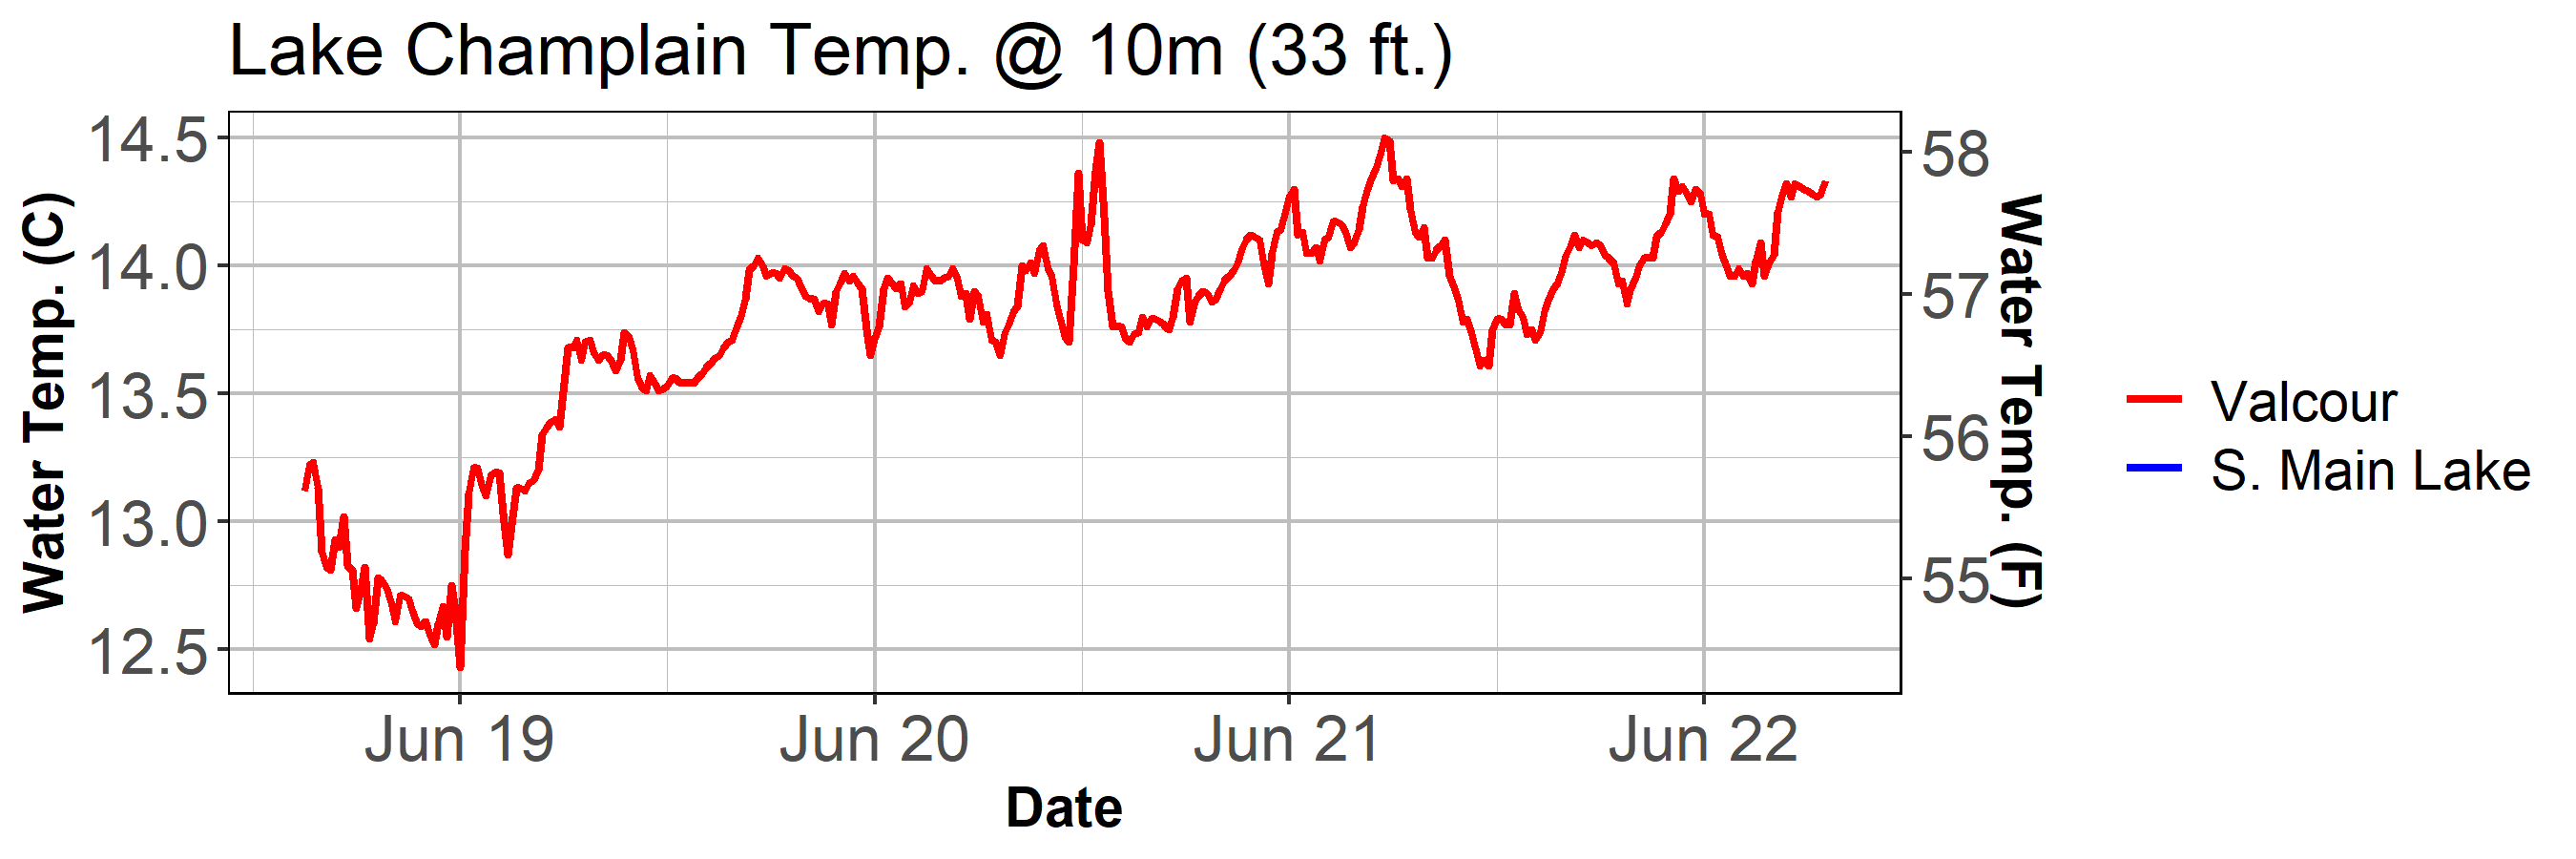 Lake Champlain Temp. @ 10m (33 ft.)
Water Temp. (C)
14.5
14.0
13.5
13.0
12.5
58
57
56
55
Water Temp. (F)
Jun 19
Jun 20
Jun 21
Jun 22
Date
Valcour
S. Main Lake